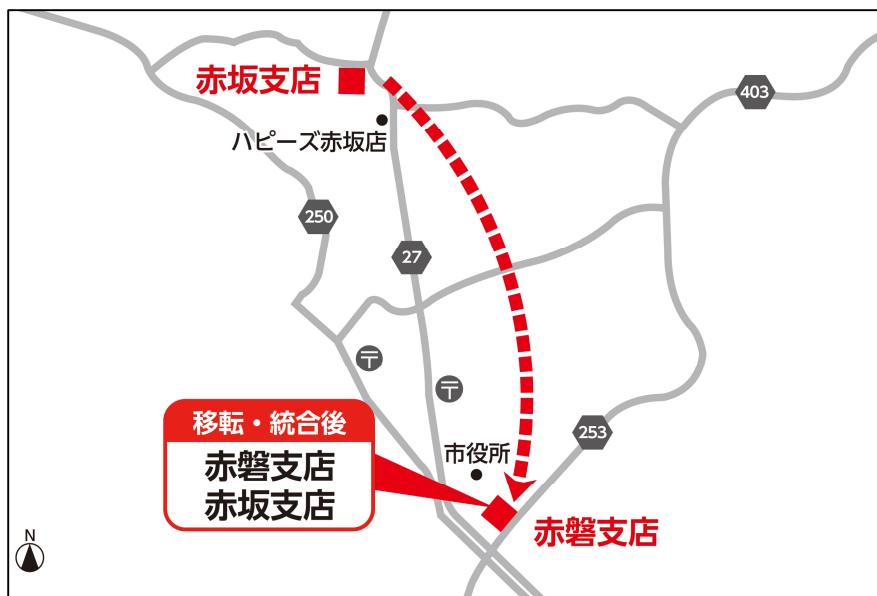 赤坂支店
403
ハピーズ赤坂店
250
27
〒
〒
移転・統合後
赤磐支店
赤坂支店
市役所
253
赤磐支店
N